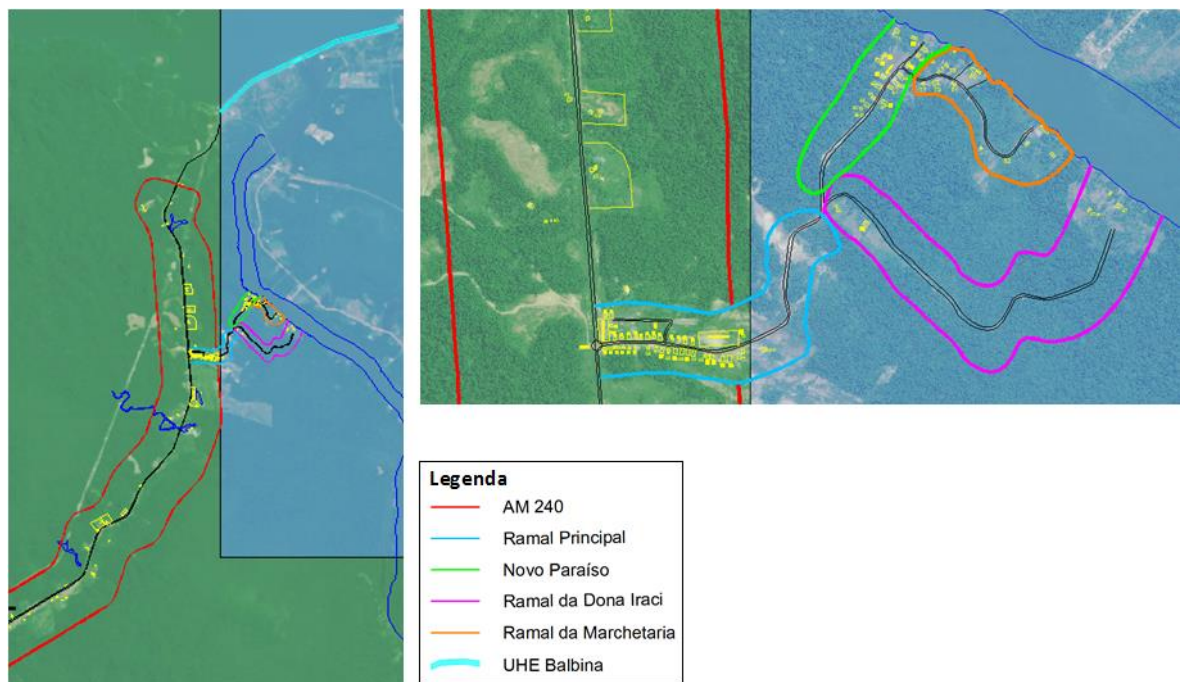 Legenda
AM 240
Ramal Principal
Novo Paraíso
Ramal da Dona Iraci
Ramal da Marchetaria
UHE Balbina